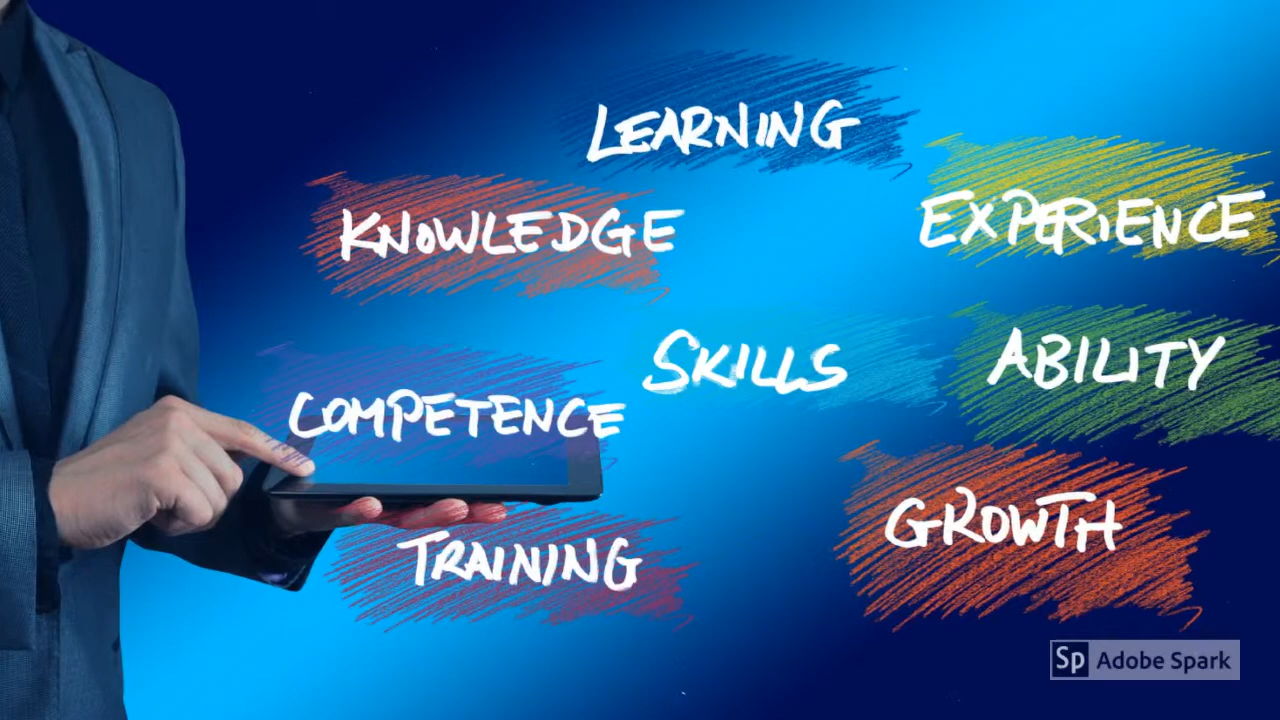 LEARNING
KNOWLEDGE
EXPERIENCE
SKILLS
ABILITY
COMPETENCE
GROWTH
TRAINING
Sp Adobe Spark